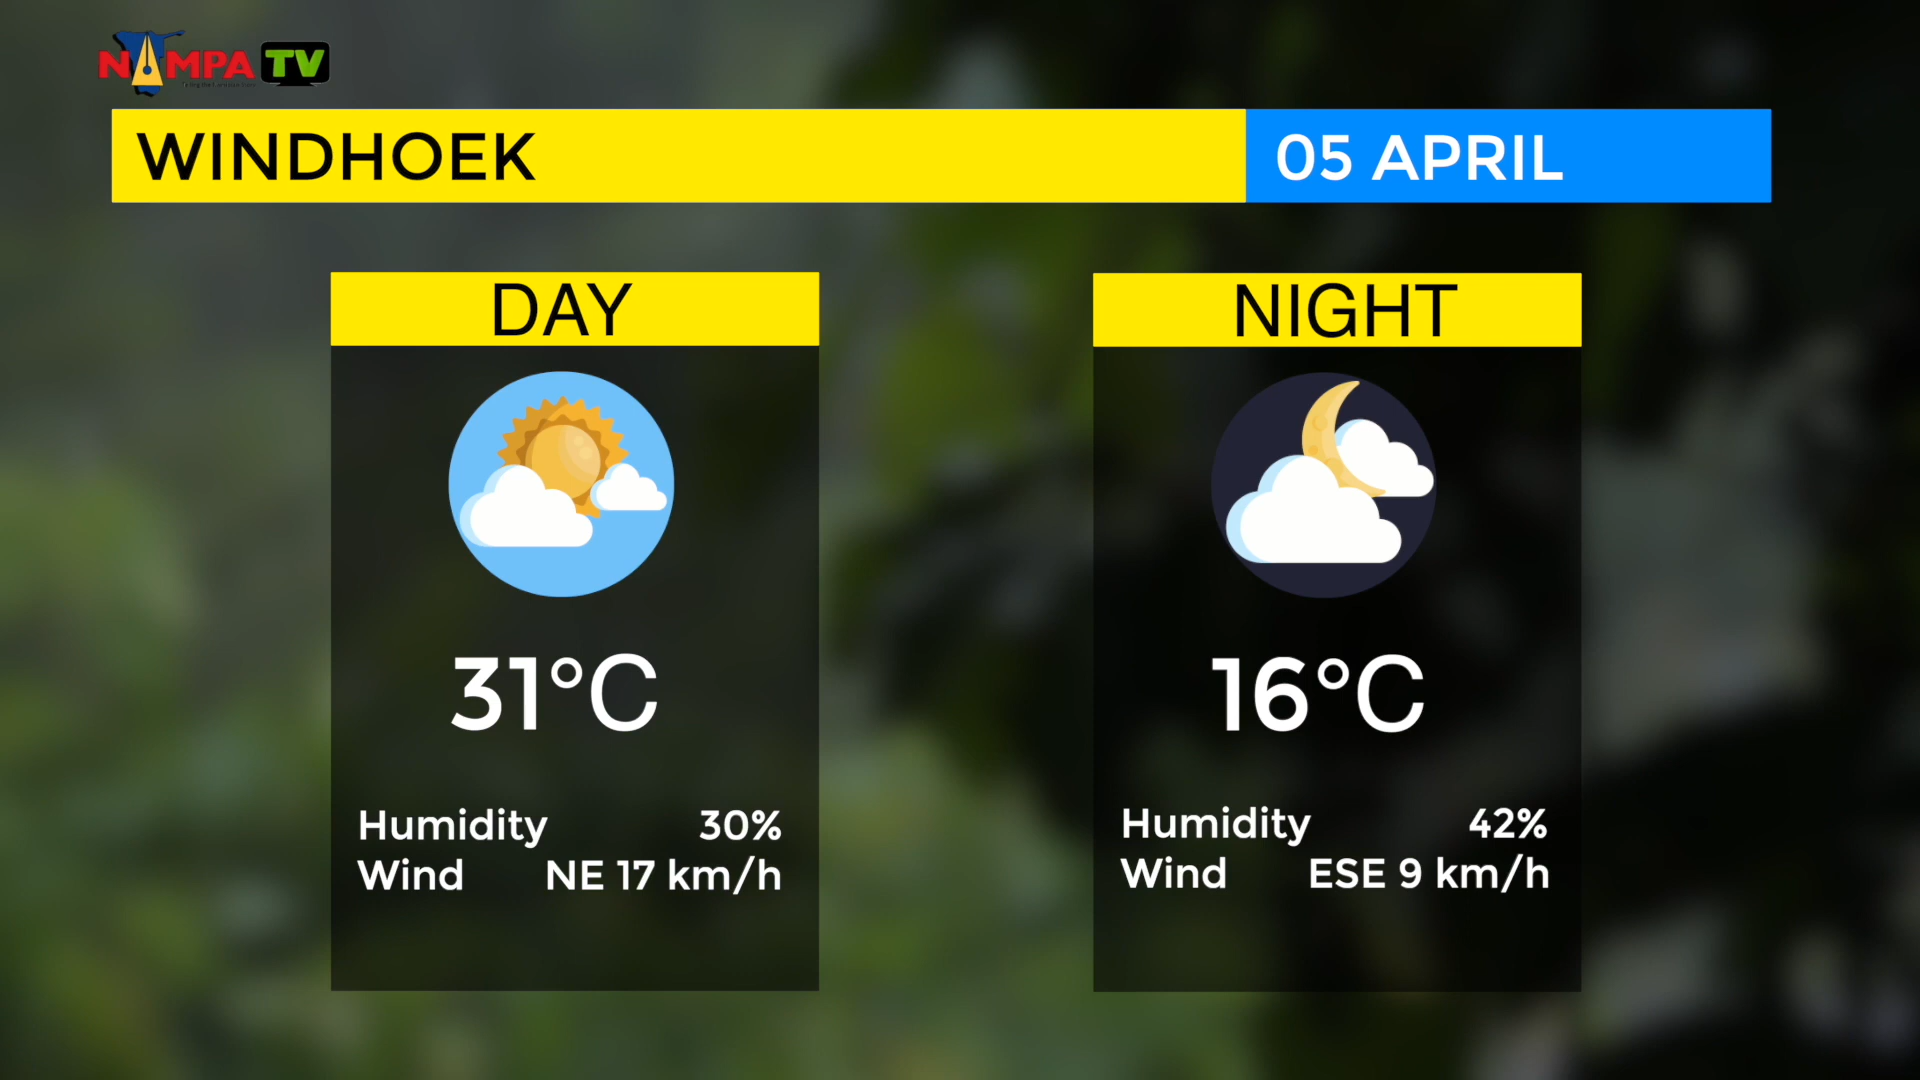 NAMPA TV
WINDHOEK
05 APRIL
DAY
31°C
Humidity 30%
Wind NE 17 km/h
NIGHT
16°C
Humidity 42%
Wind ESE 9 km/h